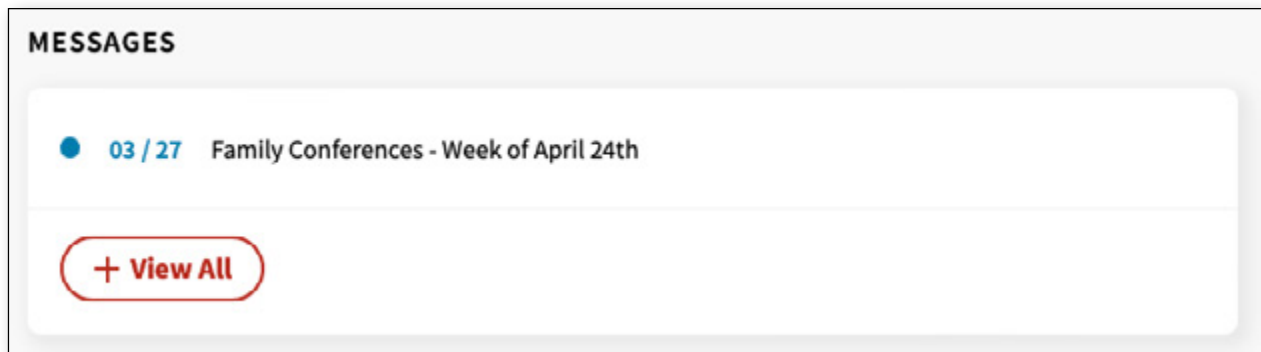 MESSAGES
03 / 27 Family Conferences - Week of April 24th
+ View All